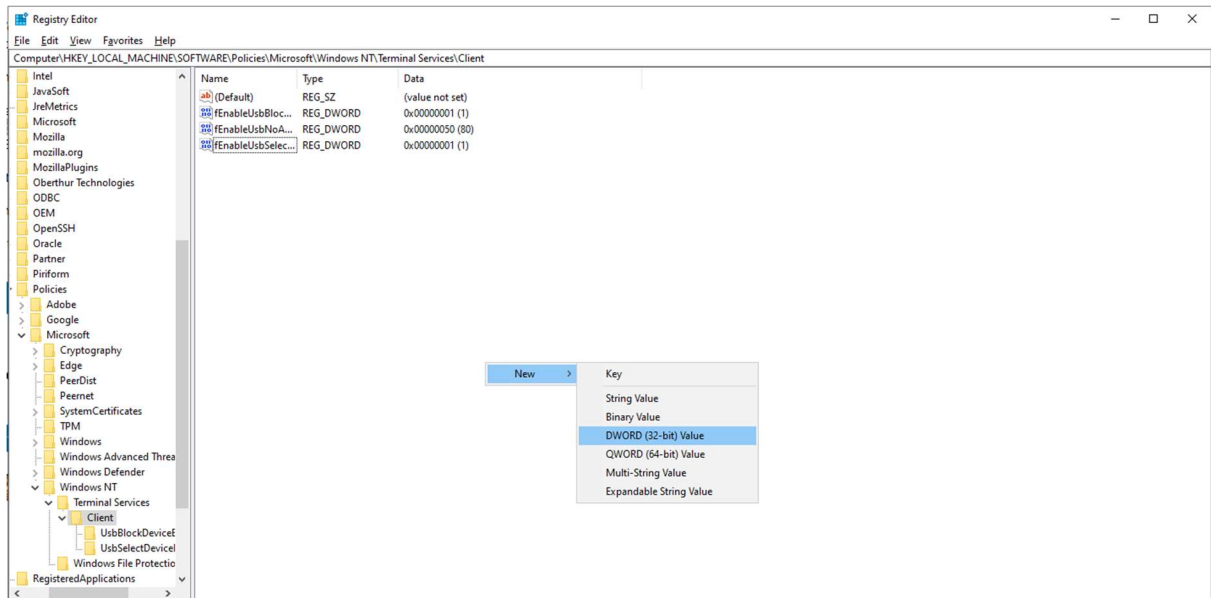 Registry Editor
File Edit View Favorites Help
Computer\HKEY_LOCAL_MACHINE\SOFTWARE\Policies\Microsoft\Windows NT\Terminal Services\Client
Intel
JavaSoft
JreMetrics
Microsoft
Mozilla
mozilla.org
MozillaPlugins
Oberthur Technologies
ODBC
OEM
OpenSSH
Oracle
Partner
Piriform
Policies
Adobe
Google
Microsoft
Cryptography
Edge
PeerDist
Peernet
SystemCertificates
TPM
Windows
Windows Advanced Threa
Windows Defender
Windows NT
Terminal Services
Client
UsbBlockDeviceE
UsbSelectDeviceI
Windows File Protectio
RegisteredApplications
Name Type Data
(Default) REG_SZ (value not set)
fEnableUsbBloc... REG_DWORD 0x00000001 (1)
fEnableUsbNoA... REG_DWORD 0x00000050 (80)
fEnableUsbSelec... REG_DWORD 0x00000001 (1)
New
Key
String Value
Binary Value
DWORD (32-bit) Value
QWORD (64-bit) Value
Multi-String Value
Expandable String Value